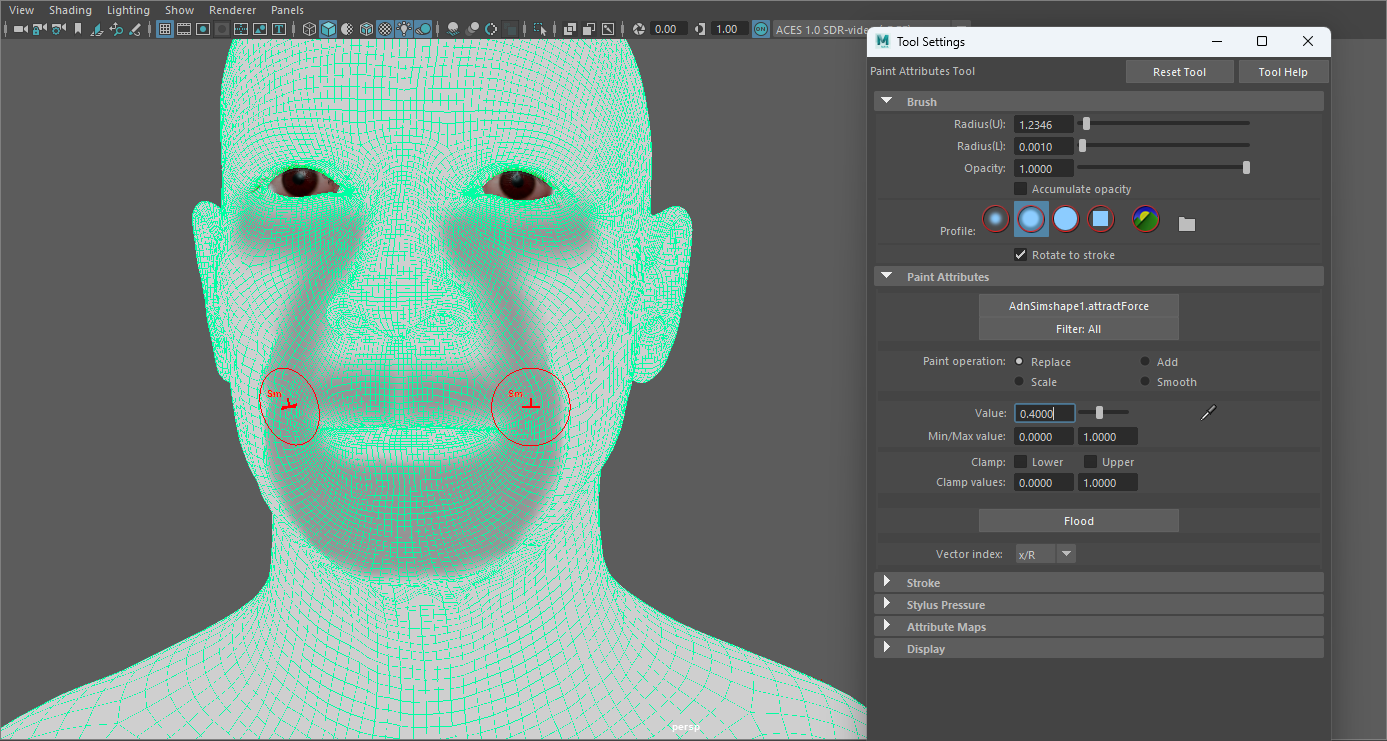 View Shading Lighting Show Renderer Panels
0.00 1.00 ON
M Tool Settings
Paint Attributes Tool Reset Tool Tool Help
Brush
Radius(U): 1.2346
Radius(L): 0.0010
Opacity: 1.0000
Accumulate opacity
Profile:
Rotate to stroke
Paint Attributes
AdnSimshape1.attractForce
Filter: All
Paint operation: Replace Add
Scale Smooth
Value: 0.4000
Min/Max value: 0.0000 1.0000
Clamp: Lower Upper
Clamp values: 0.0000 1.0000
Flood
Vector index: x/R
Stroke
Stylus Pressure
Attribute Maps
Display
ACES 1.0 SDR-video
Sm Sm
persp